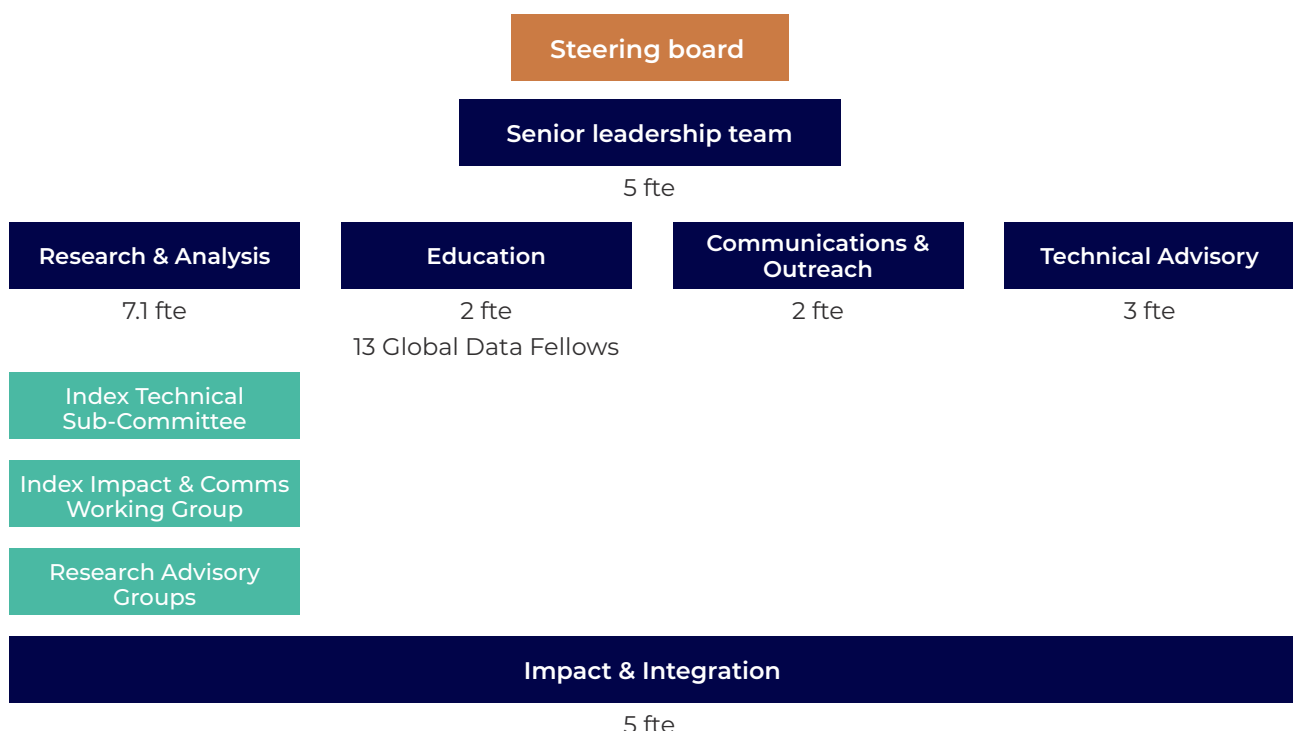 Steering board
Senior leadership team
5 fte
Research & Analysis
7.1 fte
Education
2 fte
13 Global Data Fellows
Communications &
Outreach
2 fte
Technical Advisory
3 fte
Index Technical
Sub-Committee
Index Impact & Comms
Working Group
Research Advisory
Groups
Impact & Integration
5 fte